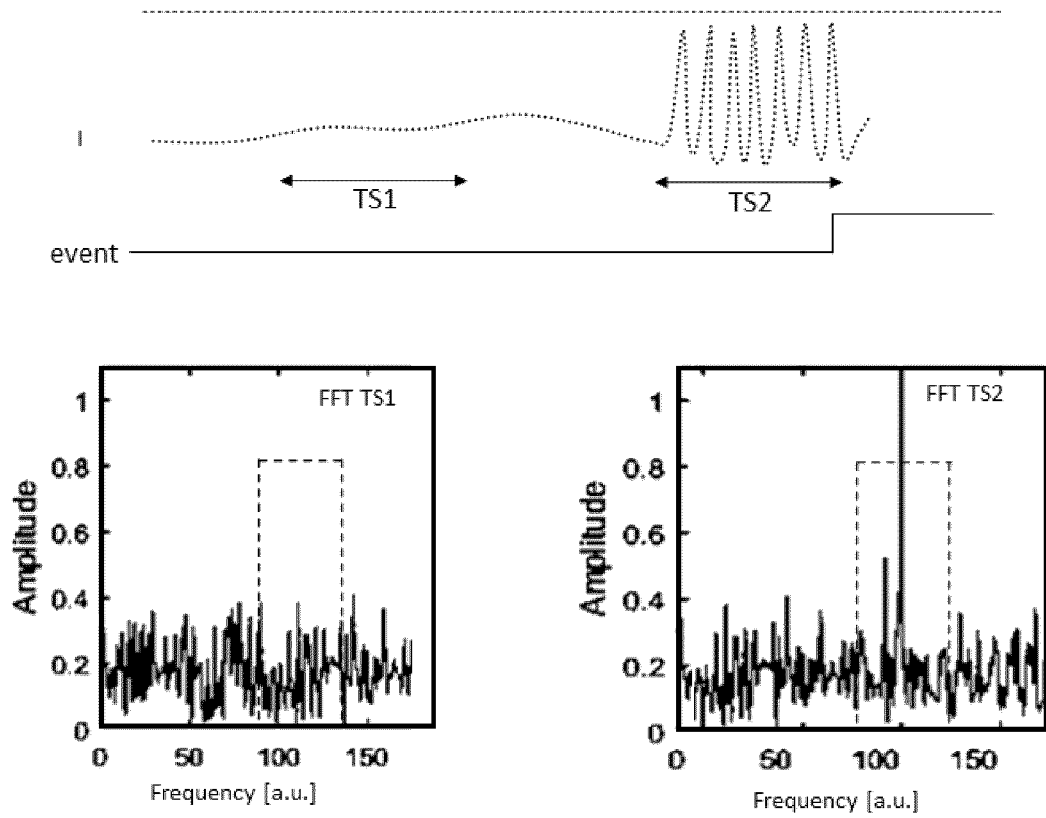 I
TS1
TS2
event
FFT TS1
1
0.8
0.6
0.4
0.2
0
Amplitude
0 50 100 150
Frequency [a.u.]
FFT TS2
1
0.8
0.6
0.4
0.2
0
Amplitude
0 50 100 150
Frequency [a.u.]